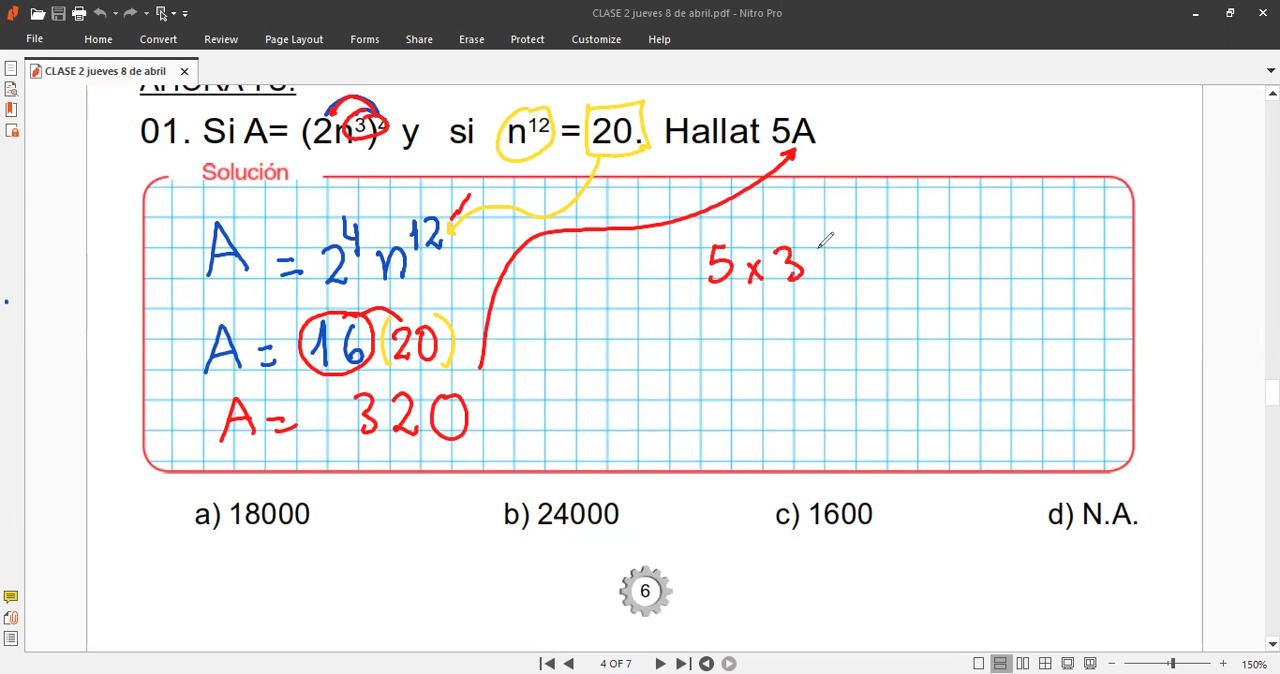 CLASE 2 jueves 8 de abril.pdf - Nitro Pro
File Home Convert Review Page Layout Forms Share Erase Protect Customize Help
CLASE 2 jueves 8 de abril
01. Si A= (2n³)⁴ y si n¹² = 20. Hallat 5A
Solución
A = 2⁴ n¹²
5 x 3
A = 16 (20)
A = 320
a) 18000 b) 24000 c) 1600 d) N.A.
6
4 OF 7
150%